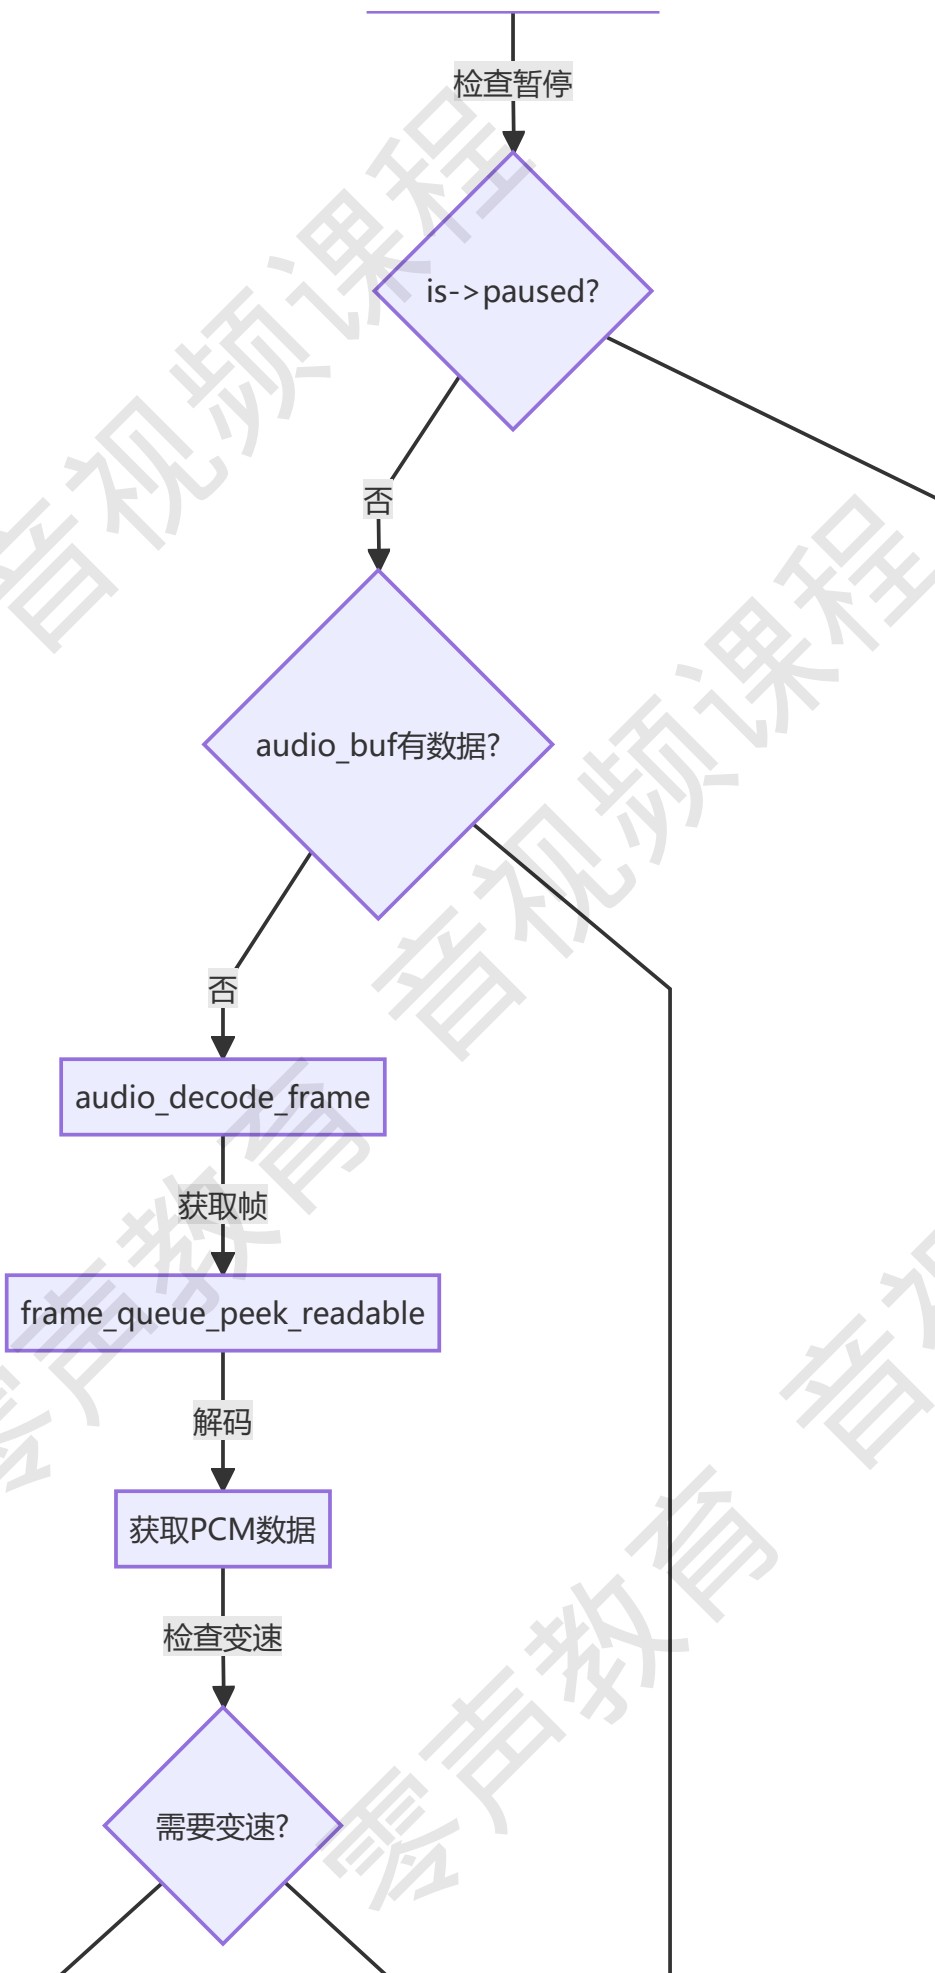 检查暂停
is->paused?
否
audio_buf有数据?
否
audio_decode_frame
获取帧
frame_queue_peek_readable
解码
获取PCM数据
检查变速
需要变速?
音视频课程
零声教育 音视频课程
零声教育 音视